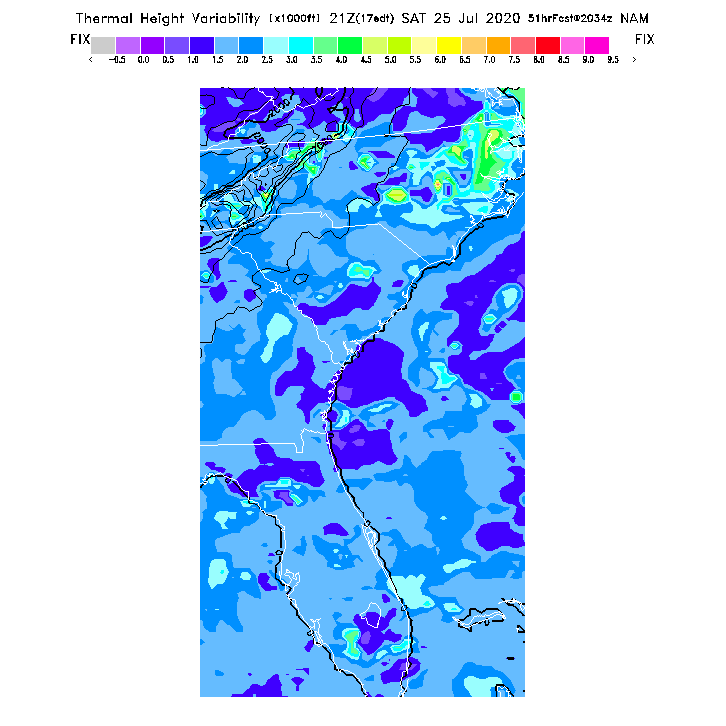 Thermal Height Variability [x1000ft] 21Z(17edt) SAT 25 Jul 2020 51hrFcst@2034z NAM
FIX FIX
< -0.5 0.0 0.5 1.0 1.5 2.0 2.5 3.0 3.5 4.0 4.5 5.0 5.5 6.0 6.5 7.0 7.5 8.0 8.5 9.0 9.5 >